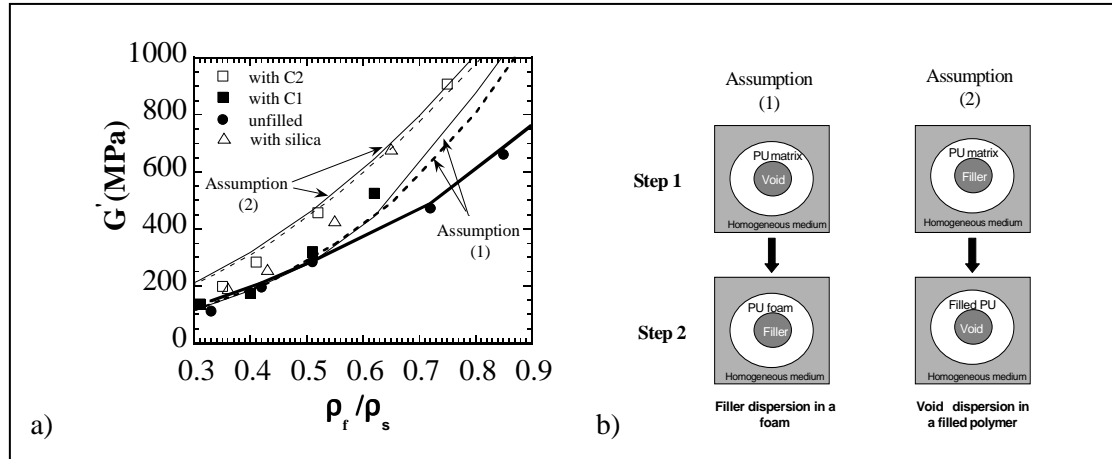 1000
800
600
400
200
0
G'(MPa)
with C2
with C1
unfilled
with silica
Assumption
(2)
Assumption
(1)
0.3 0.4 0.5 0.6 0.7 0.8 0.9
ρf /ρs
a)
Assumption
(1)
Assumption
(2)
Step 1
PU matrix
Void
Homogeneous medium
PU matrix
Filler
Homogeneous medium
Step 2
PU foam
Filler
Homogeneous medium
Filled PU
Void
Homogeneous medium
b)
Filler dispersion in a
foam
Void dispersion in
a filled polymer